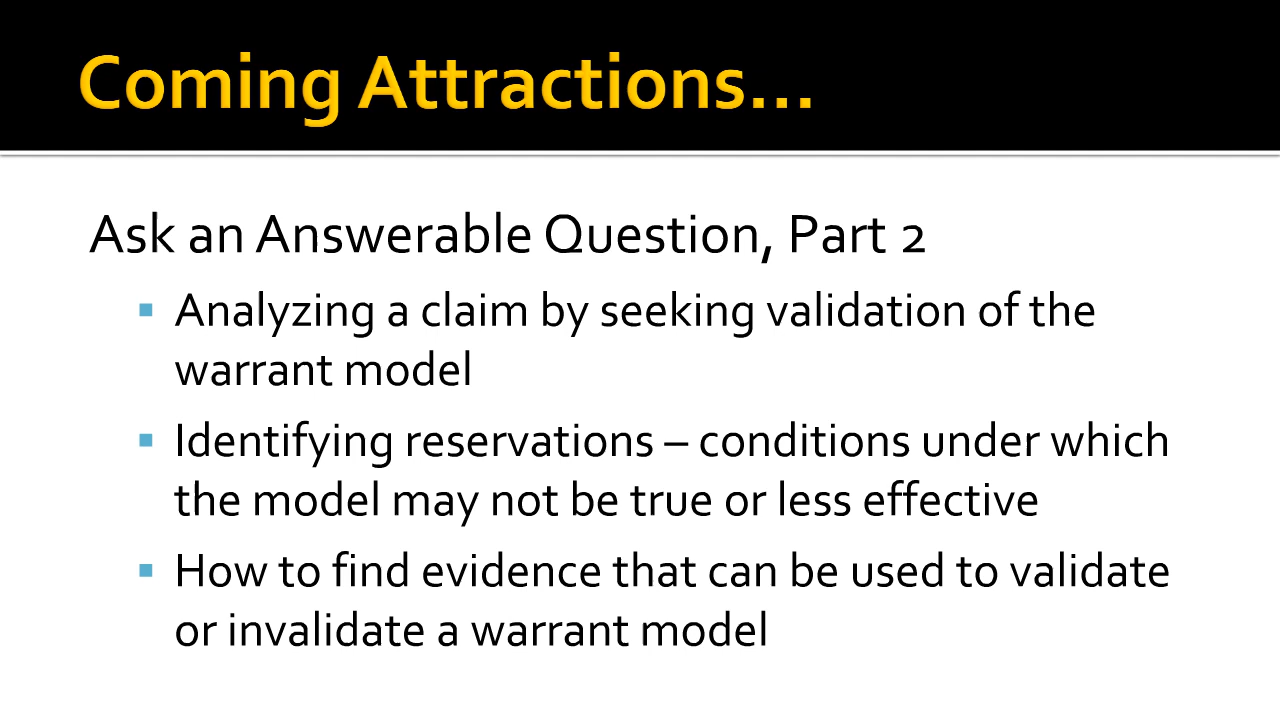 Coming Attractions...
Ask an Answerable Question, Part 2
▪ Analyzing a claim by seeking validation of the
warrant model
▪ Identifying reservations – conditions under which
the model may not be true or less effective
▪ How to find evidence that can be used to validate
or invalidate a warrant model